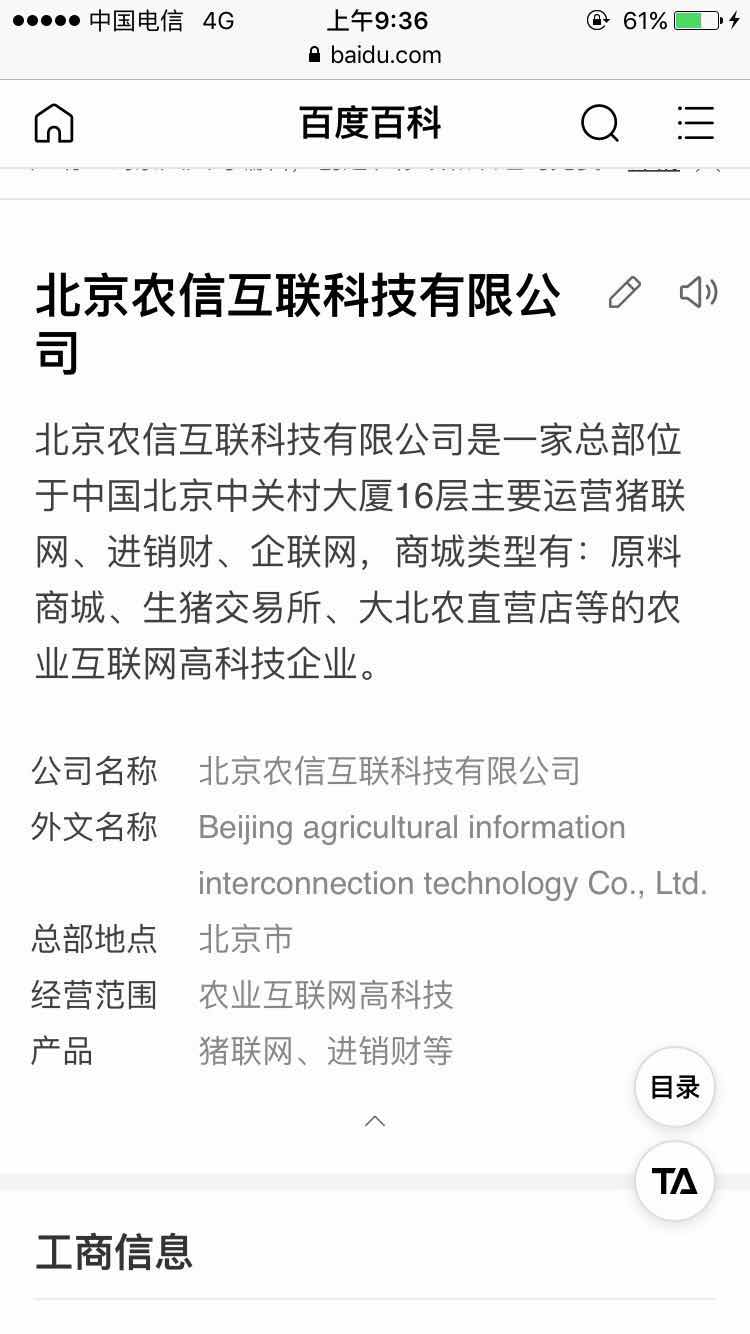 中国电信 4G 上午9:36 61%
baidu.com
百度百科
北京农信互联科技有限公
司
北京农信互联科技有限公司是一家总部位
于中国北京中关村大厦16层主要运营猪联
网、进销财、企联网，商城类型有：原料
商城、生猪交易所、大北农直营店等的农
业互联网高科技企业。
公司名称 北京农信互联科技有限公司
外文名称 Beijing agricultural information
interconnection technology Co., Ltd.
总部地点 北京市
经营范围 农业互联网高科技
产品 猪联网、进销财等
目录
TA
工商信息